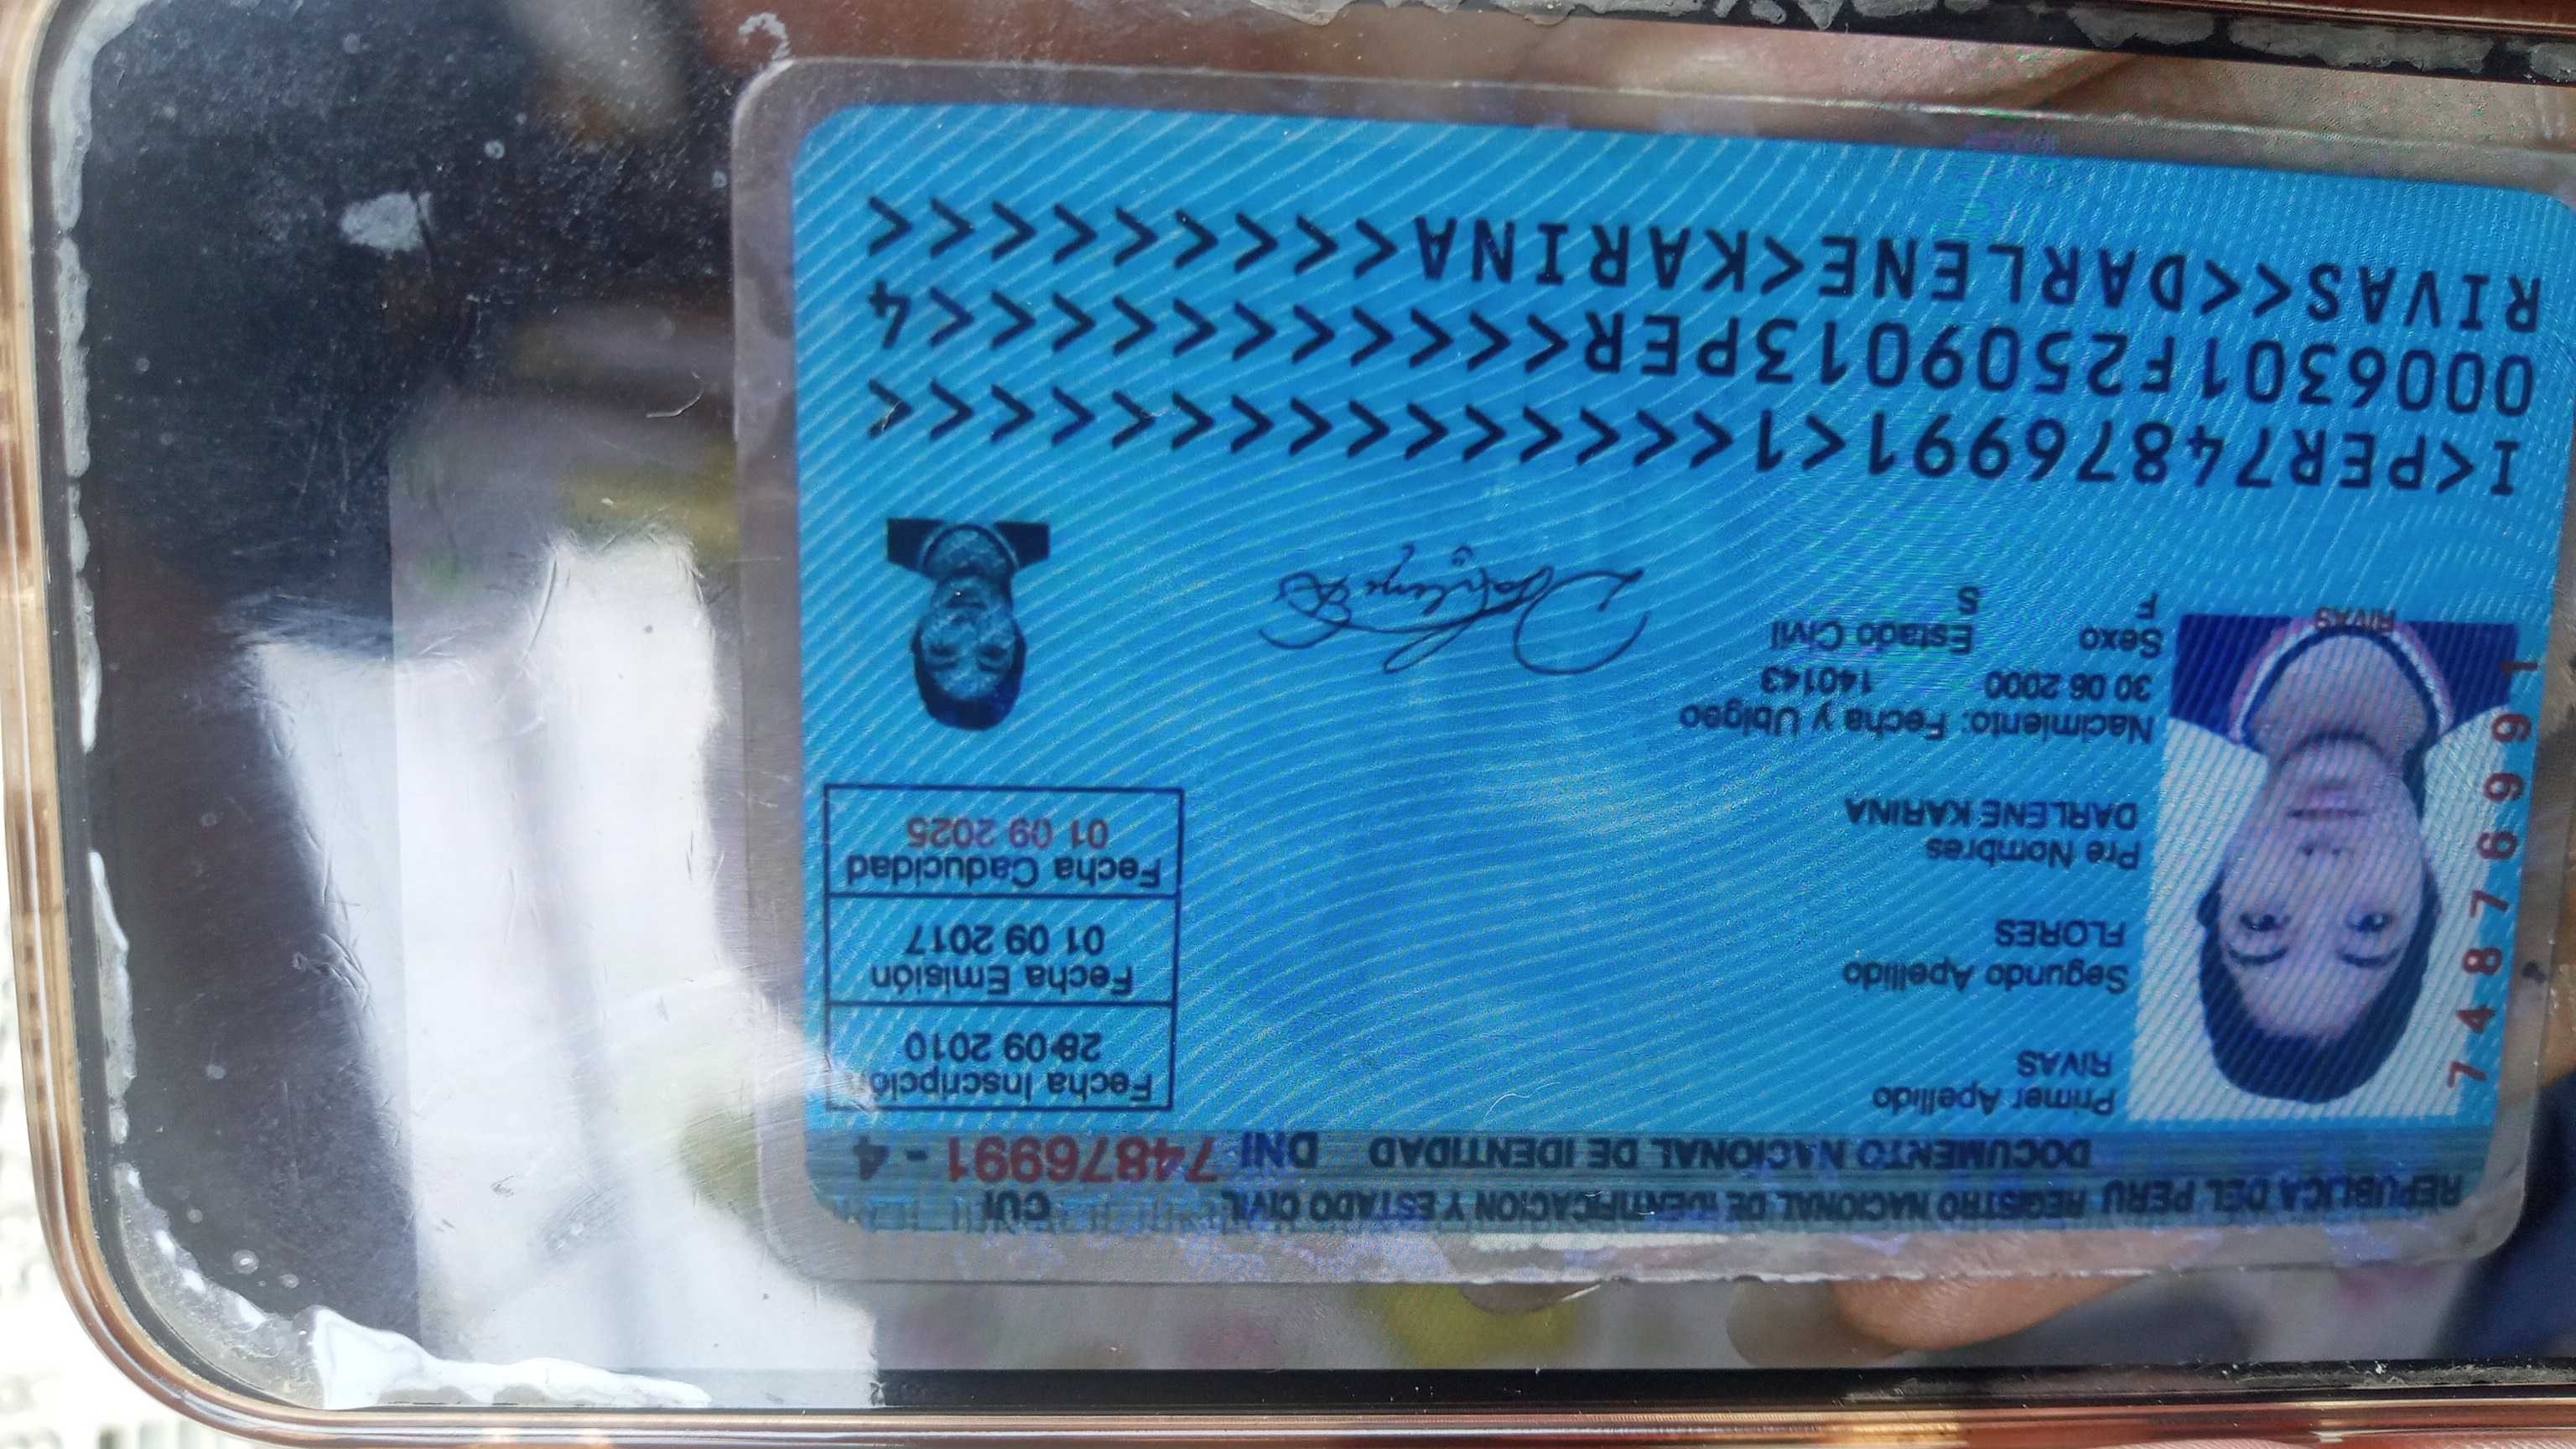 REPUBLICA DEL PERU REGISTRO NACIONAL DE IDENTIFICACION Y ESTADO CIVIL CUI
DOCUMENTO NACIONAL DE IDENTIDAD DNI 74876991 - 4
Primer Apellido
RIVAS
Segundo Apellido
FLORES
Pre Nombres
DARLENE KARINA
Nacimiento: Fecha y Ubigeo
30 06 2000 140143
Sexo Estado Civil
F S
Fecha Inscripción
28 09 2010
Fecha Emisión
01 09 2017
Fecha Caducidad
01 09 2025
74876991
RIVAS
I<PER74876991<1<<<<<<<<<<<<<<<
0006301F2509013PER<<<<<<<<<<<4
RIVAS<<DARLENE<KARINA<<<<<<<<<